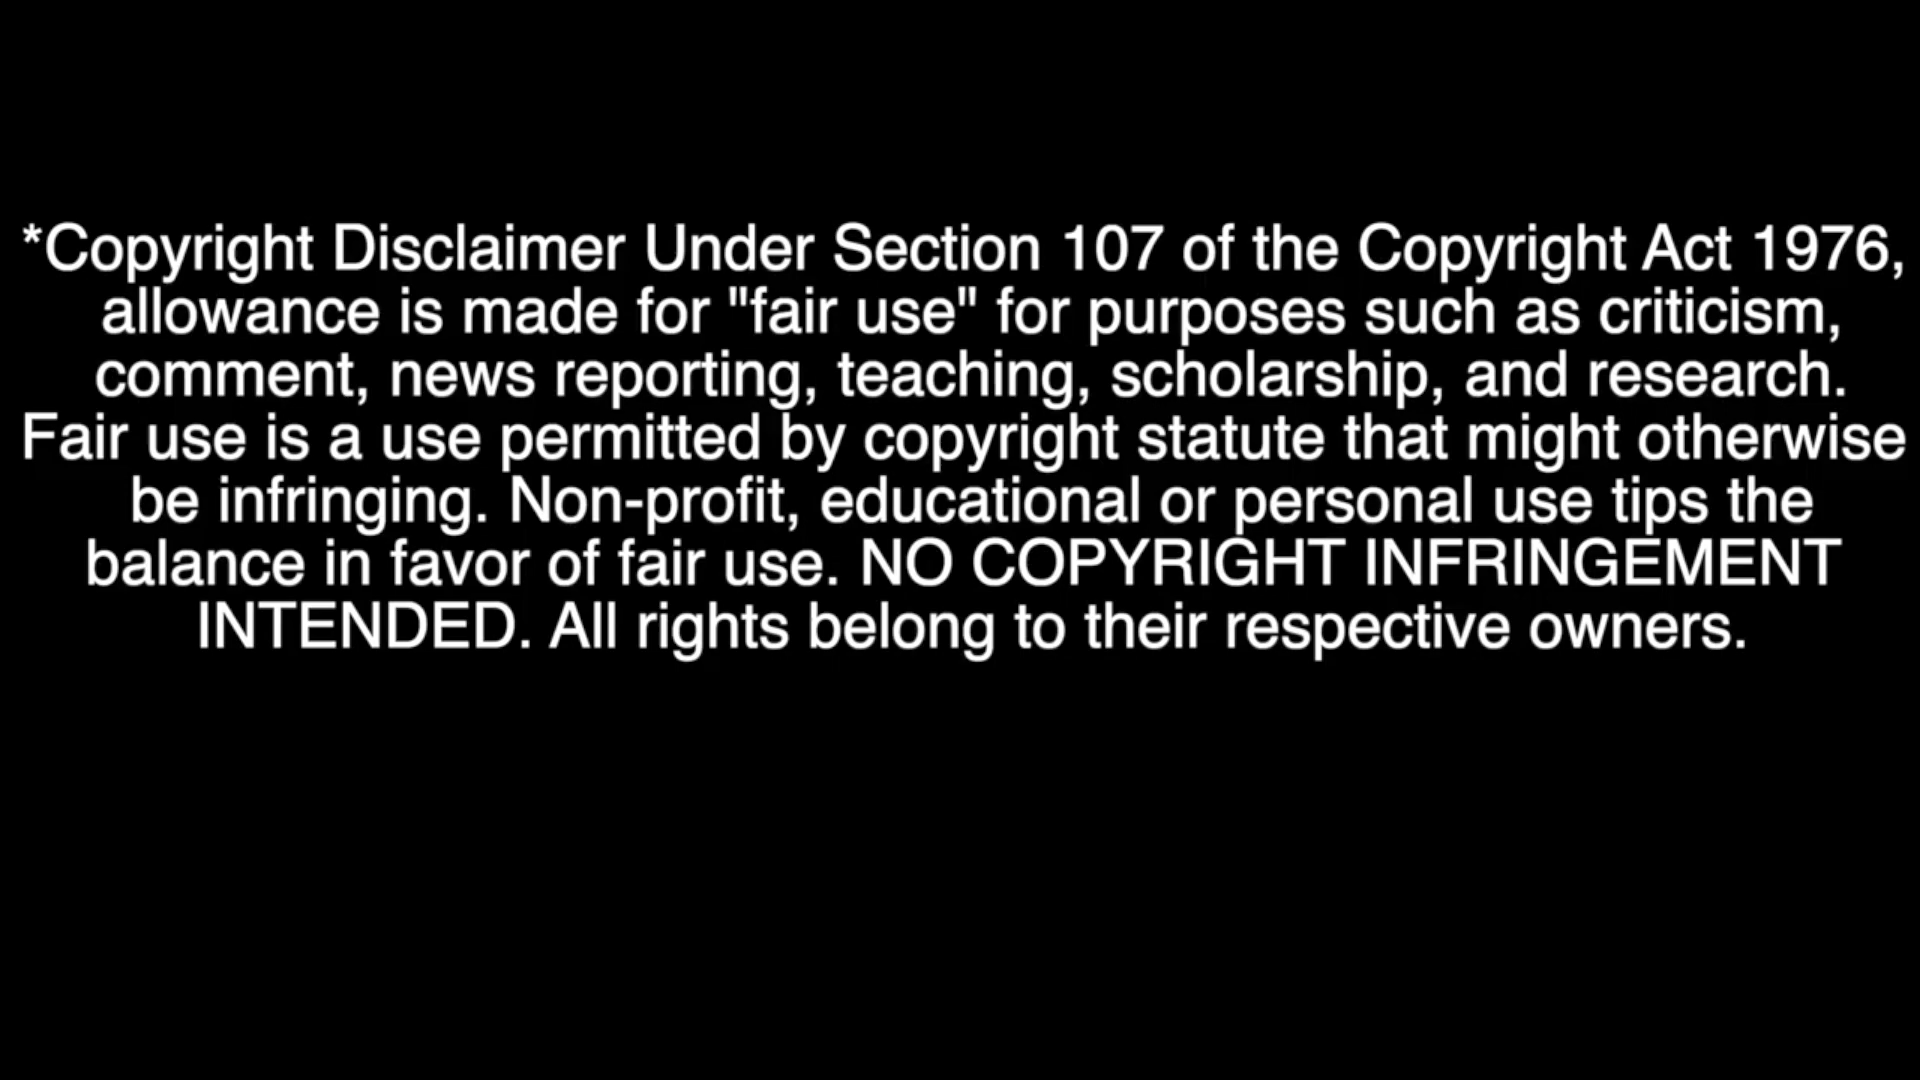 *Copyright Disclaimer Under Section 107 of the Copyright Act 1976,
allowance is made for "fair use" for purposes such as criticism,
comment, news reporting, teaching, scholarship, and research.
Fair use is a use permitted by copyright statute that might otherwise
be infringing. Non-profit, educational or personal use tips the
balance in favor of fair use. NO COPYRIGHT INFRINGEMENT
INTENDED. All rights belong to their respective owners.